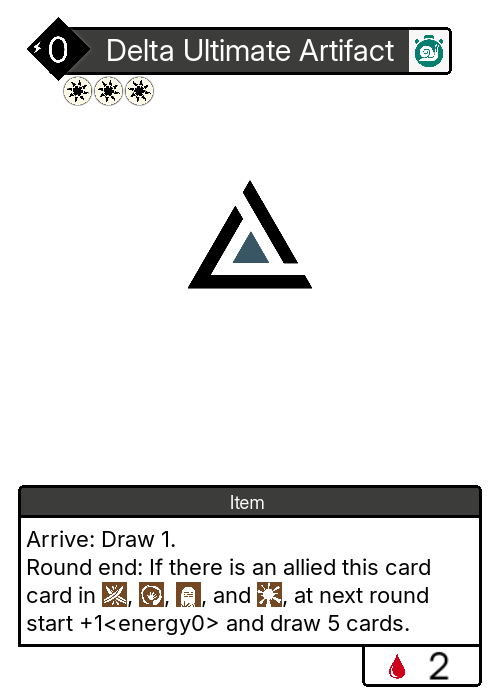 0 Delta Ultimate Artifact
Item
Arrive: Draw 1.
Round end: If there is an allied this card
card in , , , and , at next round
start +1<energy0> and draw 5 cards.
2